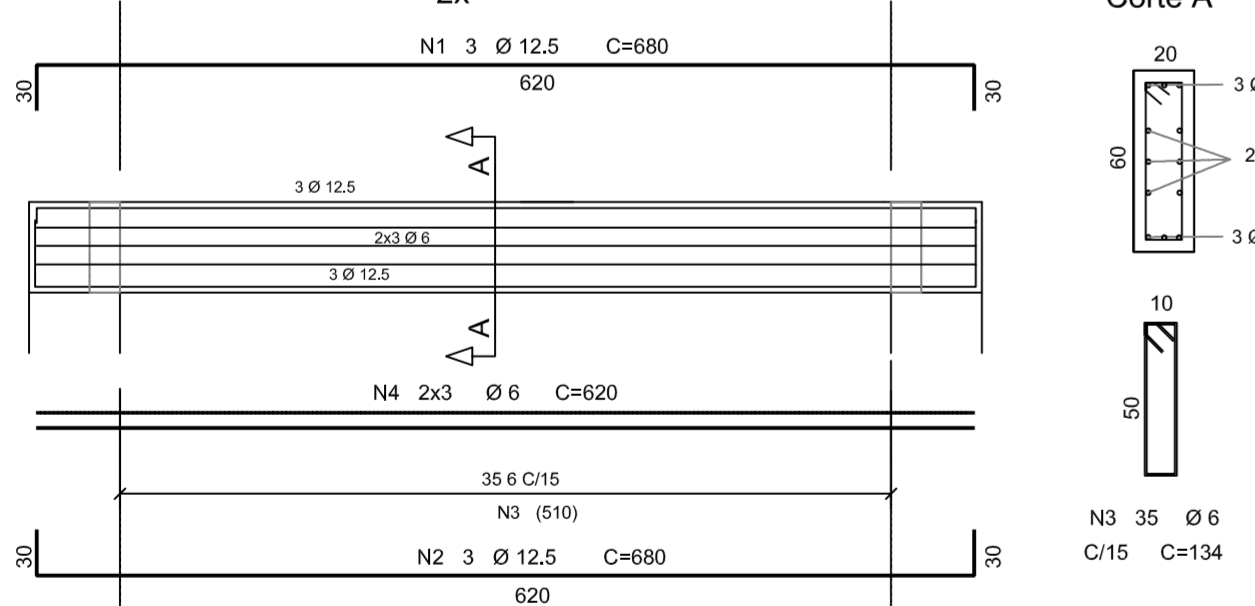 2x
Corte A
N1 3 Ø 12.5 C=680
620
30
30
20
3 Ø
60
2
3 Ø
A
3 Ø 12.5
2x3 Ø 6
3 Ø 12.5
A
N4 2x3 Ø 6 C=620
10
50
35 6 C/15
N3 (510)
N3 35 Ø 6
C/15 C=134
30
N2 3 Ø 12.5 C=680
30
620